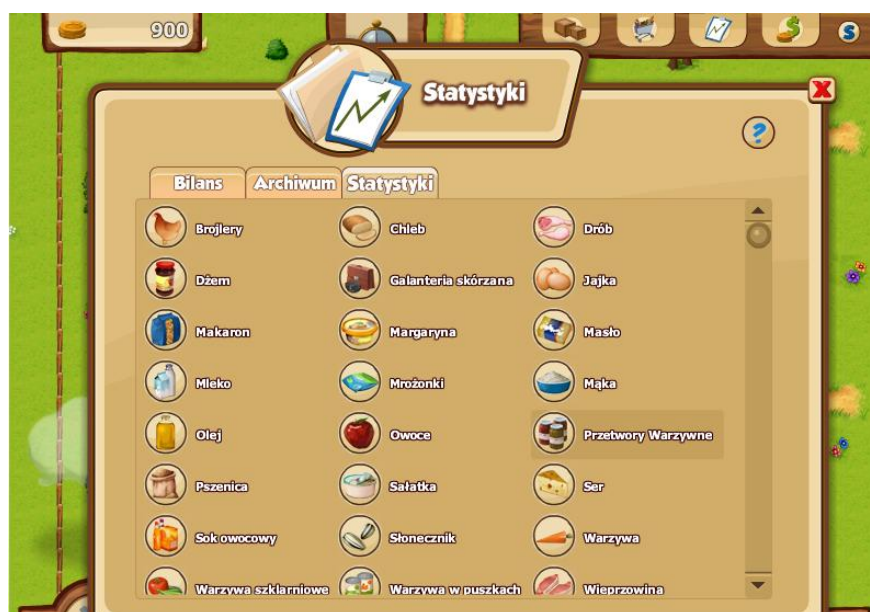 900
S
Statystyki
X
?
Bilans Archiwum Statystyki
Brojlery Chleb Drób
Dżem Galanteria skórzana Jajka
Makaron Margaryna Masło
Mleko Mrożonki Mąka
Olej Owoce Przetwory Warzywne
Pszenica Sałatka Ser
Sok owocowy Słonecznik Warzywa
Warzywa szklarniowe Warzywa w puszkach Wieprzowina